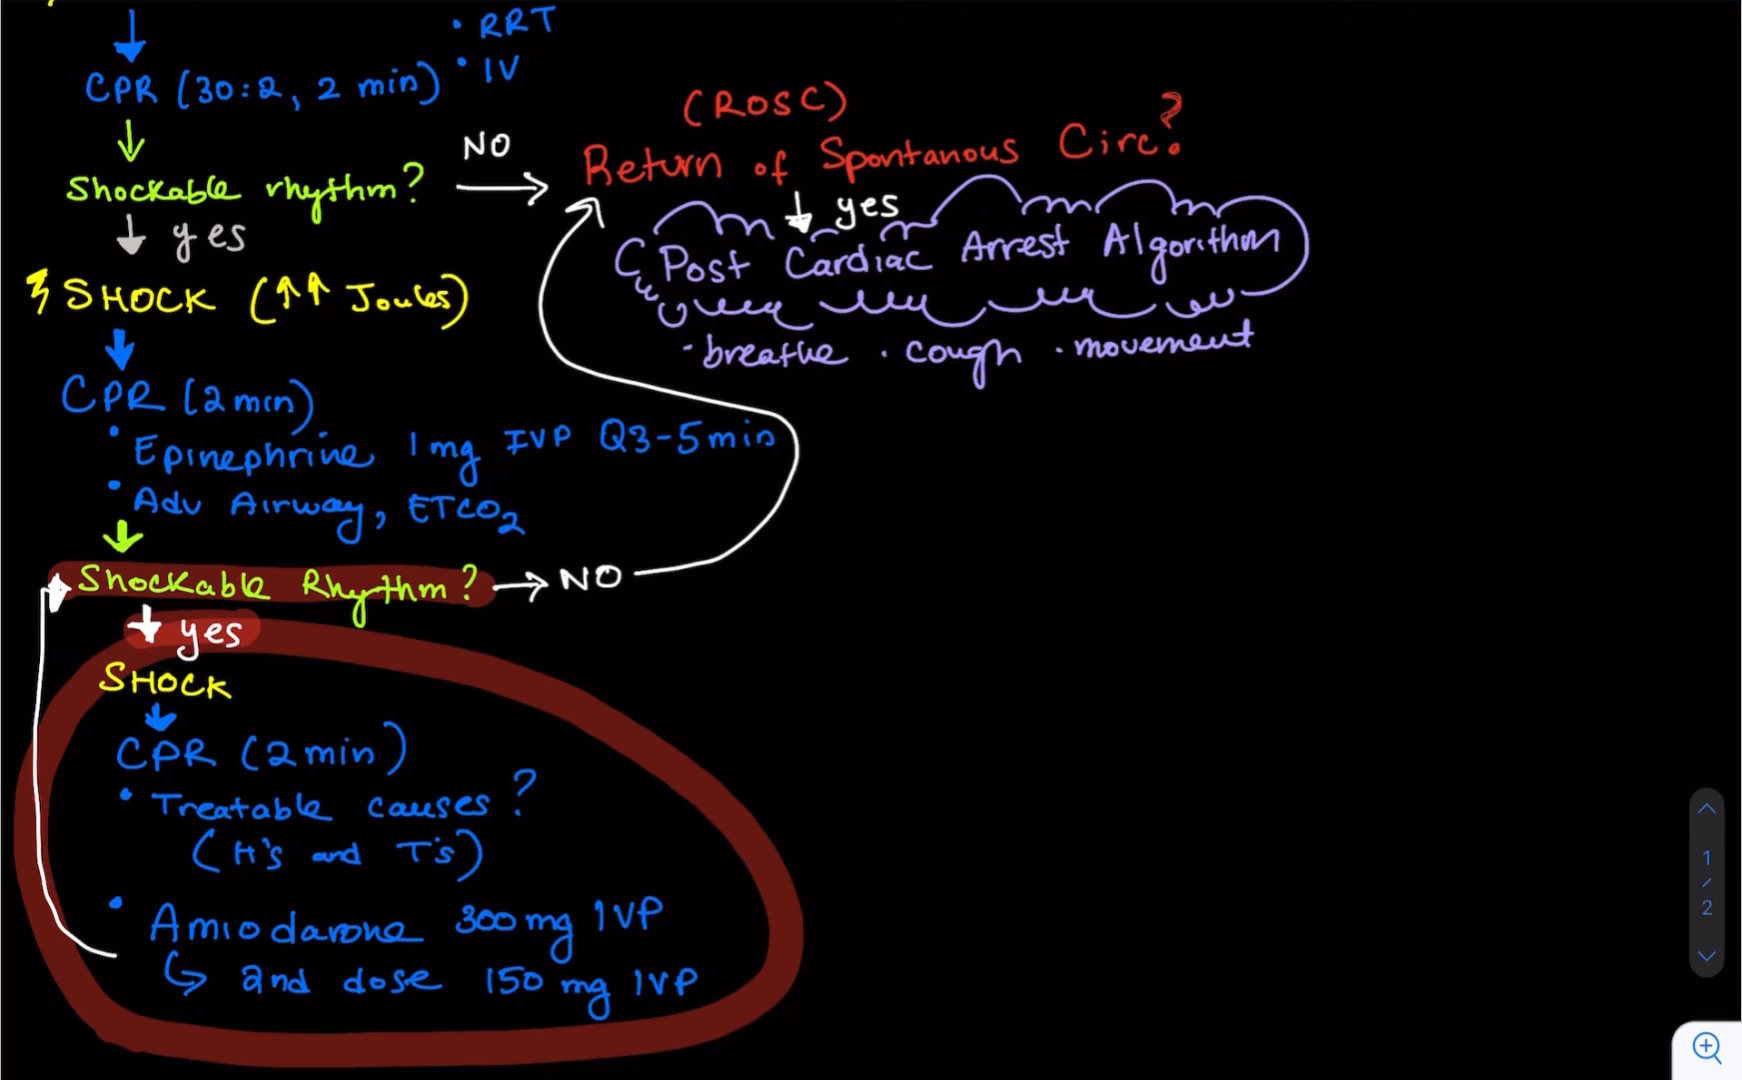 • RRT
CPR (30:2, 2 min)
• IV
(ROSC)
NO
Return of Spontanous Circ?
Shockable rhythm?
↓ yes
↓ yes
Post Cardiac Arrest Algorithm
SHOCK (↑↑ Joules)
- breathe . cough . movement
CPR (2 min)
• Epinephrine 1 mg IVP Q3-5 min
• Adv Airway, ETCO2
Shockable Rhythm? → NO
↓ yes
SHOCK
CPR (2 min)
• Treatable causes?
(H's and T's)
• Amiodarone 300 mg IVP
↳ 2nd dose 150 mg IVP
1
/
2